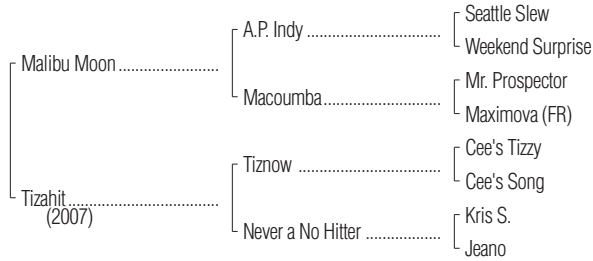 Seattle Slew
A.P. Indy ..............................
Weekend Surprise
Malibu Moon ......................
Mr. Prospector
Macoumba..........................
Maximova (FR)
Cee's Tizzy
Tiznow ...............................
Cee's Song
Tizahit.................................
(2007)
Kris S.
Never a No Hitter .................
Jeano